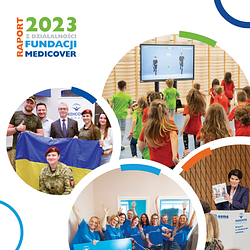 RAPORT
2023
Z DZIAŁALNOŚCI
FUNDACJI
MEDICOVER